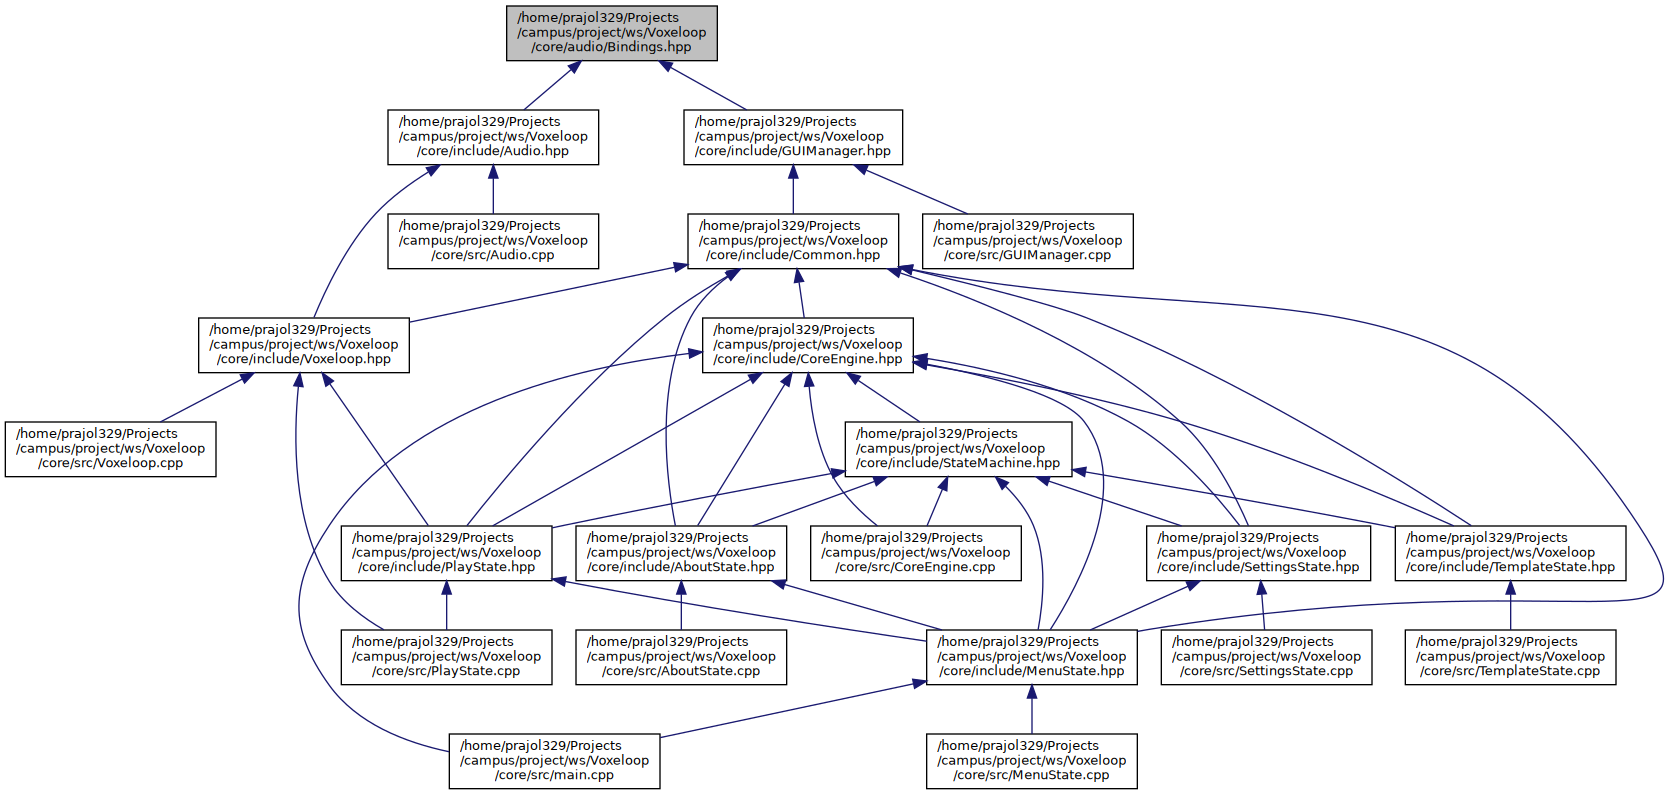 /home/prajol329/Projects
/campus/project/ws/Voxeloop
/core/audio/Bindings.hpp
/home/prajol329/Projects
/campus/project/ws/Voxeloop
/core/include/Audio.hpp
/home/prajol329/Projects
/campus/project/ws/Voxeloop
/core/include/GUIManager.hpp
/home/prajol329/Projects
/campus/project/ws/Voxeloop
/core/src/Audio.cpp
/home/prajol329/Projects
/campus/project/ws/Voxeloop
/core/include/Common.hpp
/home/prajol329/Projects
/campus/project/ws/Voxeloop
/core/src/GUIManager.cpp
/home/prajol329/Projects
/campus/project/ws/Voxeloop
/core/include/Voxeloop.hpp
/home/prajol329/Projects
/campus/project/ws/Voxeloop
/core/include/CoreEngine.hpp
/home/prajol329/Projects
/campus/project/ws/Voxeloop
/core/src/Voxeloop.cpp
/home/prajol329/Projects
/campus/project/ws/Voxeloop
/core/include/StateMachine.hpp
/home/prajol329/Projects
/campus/project/ws/Voxeloop
/core/include/PlayState.hpp
/home/prajol329/Projects
/campus/project/ws/Voxeloop
/core/include/AboutState.hpp
/home/prajol329/Projects
/campus/project/ws/Voxeloop
/core/src/CoreEngine.cpp
/home/prajol329/Projects
/campus/project/ws/Voxeloop
/core/include/SettingsState.hpp
/home/prajol329/Projects
/campus/project/ws/Voxeloop
/core/include/TemplateState.hpp
/home/prajol329/Projects
/campus/project/ws/Voxeloop
/core/src/PlayState.cpp
/home/prajol329/Projects
/campus/project/ws/Voxeloop
/core/src/AboutState.cpp
/home/prajol329/Projects
/campus/project/ws/Voxeloop
/core/include/MenuState.hpp
/home/prajol329/Projects
/campus/project/ws/Voxeloop
/core/src/SettingsState.cpp
/home/prajol329/Projects
/campus/project/ws/Voxeloop
/core/src/TemplateState.cpp
/home/prajol329/Projects
/campus/project/ws/Voxeloop
/core/src/main.cpp
/home/prajol329/Projects
/campus/project/ws/Voxeloop
/core/src/MenuState.cpp